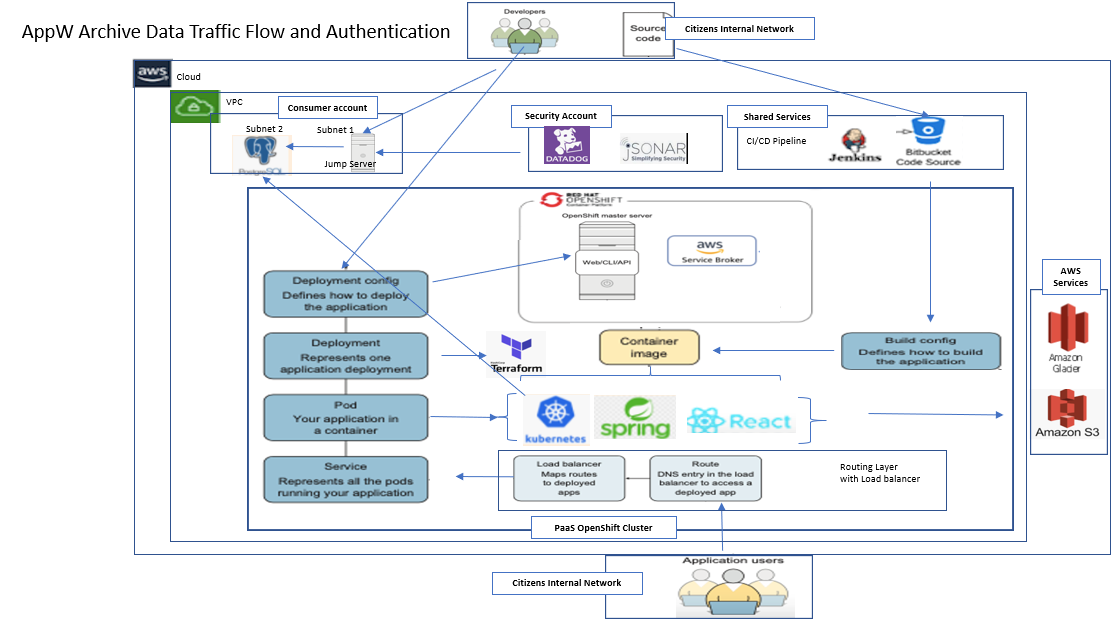 AppW Archive Data Traffic Flow and Authentication
Developers
Source
code
Citizens Internal Network
aws
Cloud
VPC
Consumer account
Subnet 2
Subnet 1
PostgreSQL
Jump Server
Security Account
DATADOG
jSONAR
Simplifying Security
Shared Services
CI/CD Pipeline
Jenkins
Bitbucket
Code Source
RED HAT
OPENSHIFT
Container Platform
OpenShift master server
Web/CLI/API
aws
Service Broker
Deployment config
Defines how to deploy
the application
Deployment
Represents one
application deployment
Pod
Your application in
a container
Service
Represents all the pods
running your application
Terraform
Container
image
Build config
Defines how to build
the application
kubernetes
spring
React
AWS
Services
Amazon
Glacier
Amazon S3
Load balancer
Maps routes
to deployed
apps
Route
DNS entry in the load
balancer to access a
deployed app
Routing Layer
with Load balancer
PaaS OpenShift Cluster
Application users
Citizens Internal Network